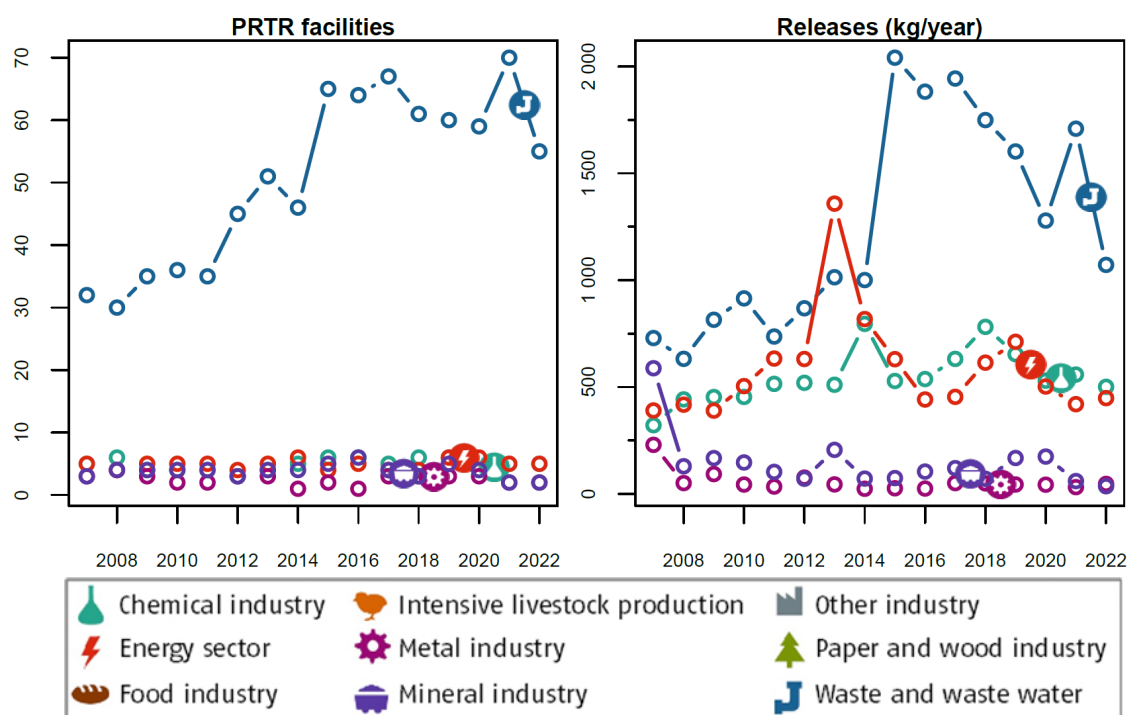 PRTR facilities
Releases (kg/year)
70
60
50
40
30
20
10
0
2 000
1 500
1 000
500
0
2008 2010 2012 2014 2016 2018 2020 2022
2008 2010 2012 2014 2016 2018 2020 2022
Chemical industry Intensive livestock production Other industry
Energy sector Metal industry Paper and wood industry
Food industry Mineral industry Waste and waste water